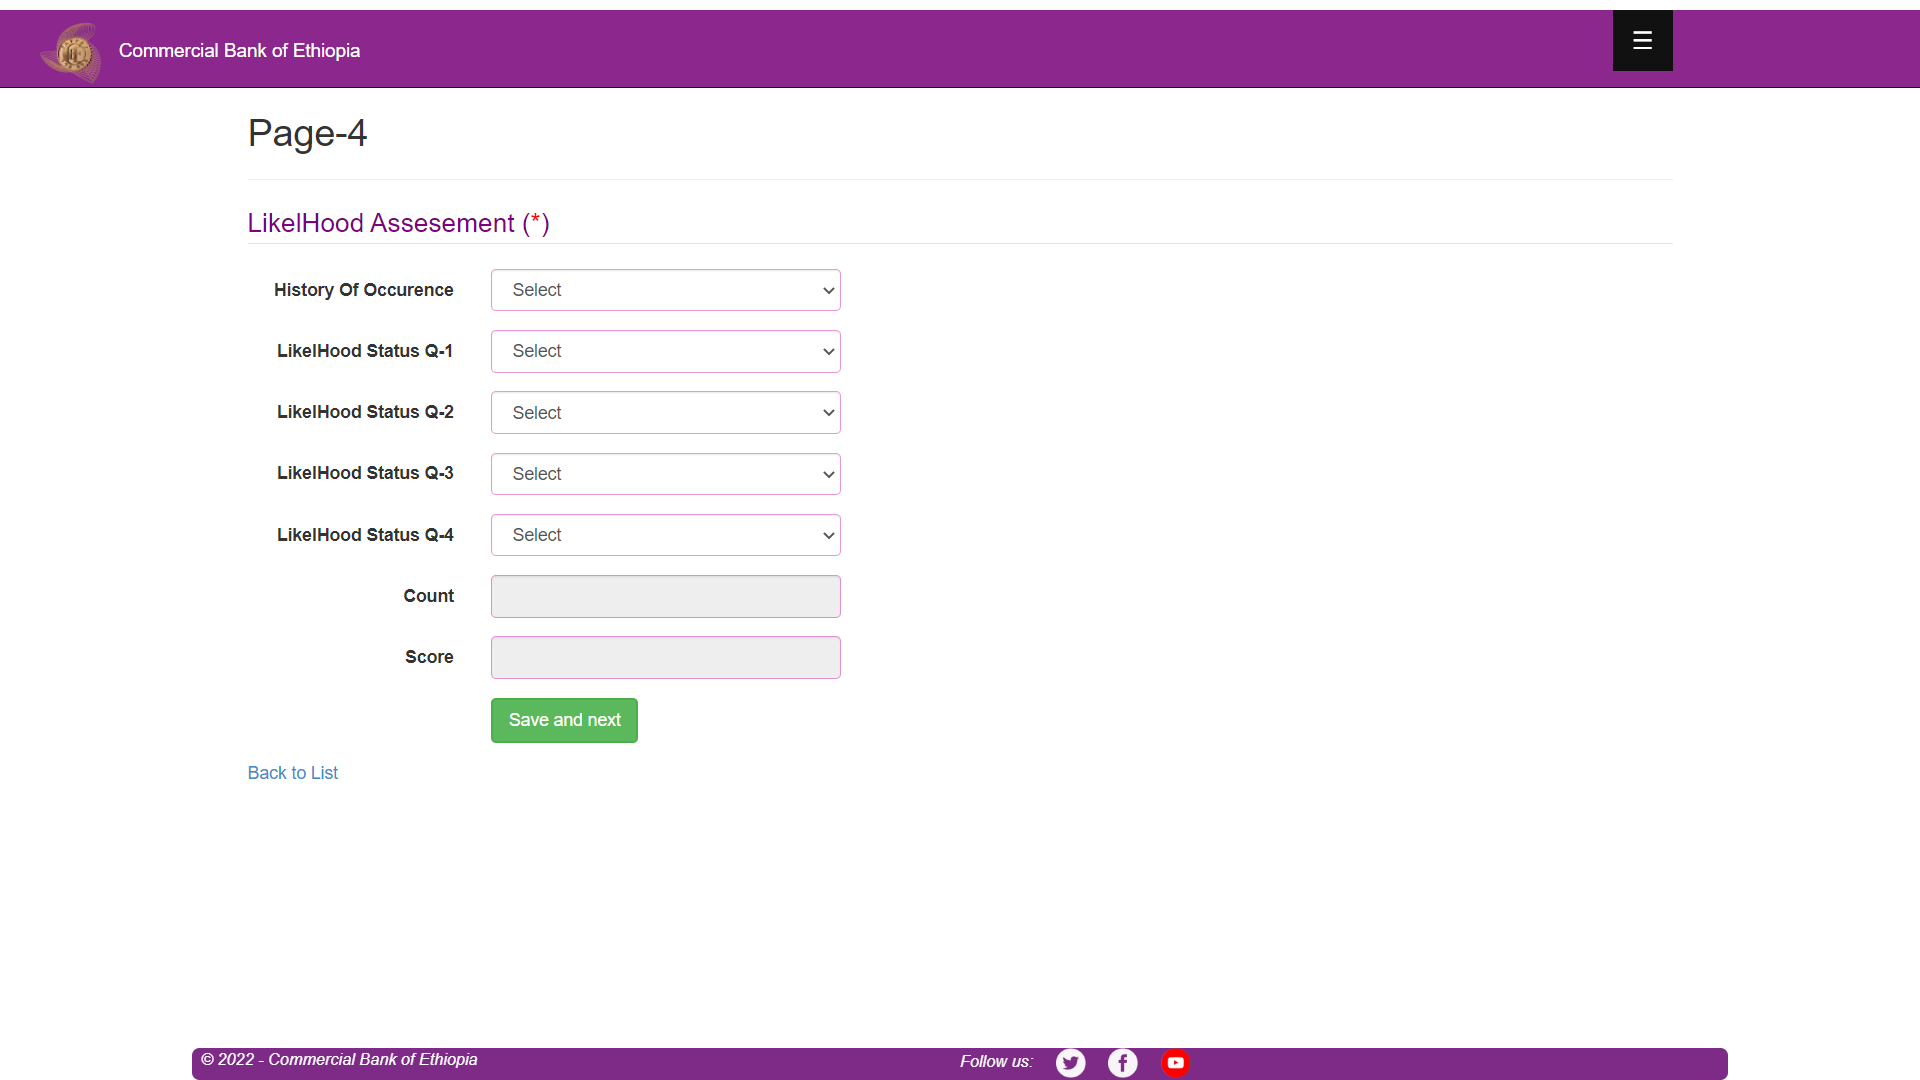 Commercial Bank of Ethiopia
Page-4
LikelHood Assesement (*)
History Of Occurence Select
LikelHood Status Q-1 Select
LikelHood Status Q-2 Select
LikelHood Status Q-3 Select
LikelHood Status Q-4 Select
Count
Score
Save and next
Back to List
© 2022 - Commercial Bank of Ethiopia Follow us: